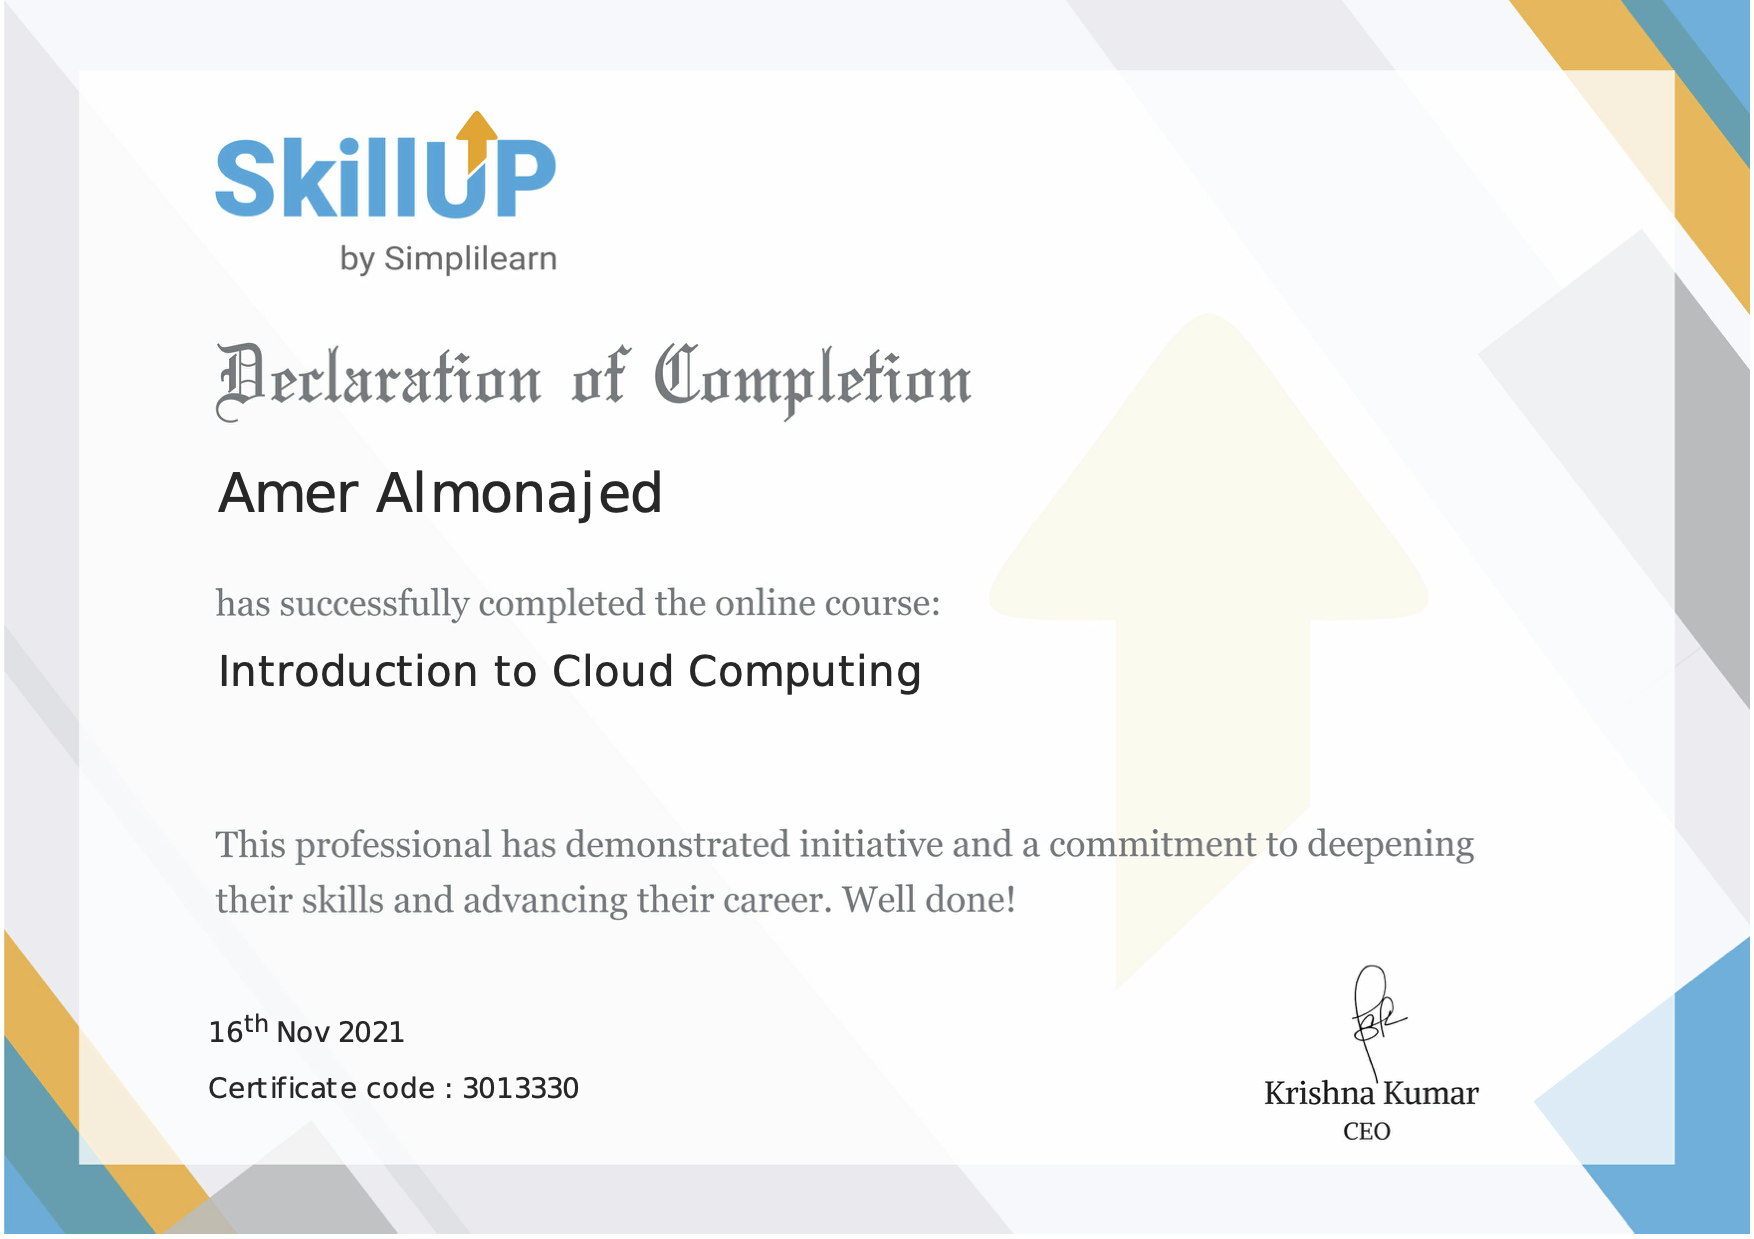 SkillUP
by Simplilearn
Declaration of Completion
Amer Almonajed
has successfully completed the online course:
Introduction to Cloud Computing
This professional has demonstrated initiative and a commitment to deepening
their skills and advancing their career. Well done!
16th Nov 2021
Certificate code : 3013330
Krishna Kumar
CEO